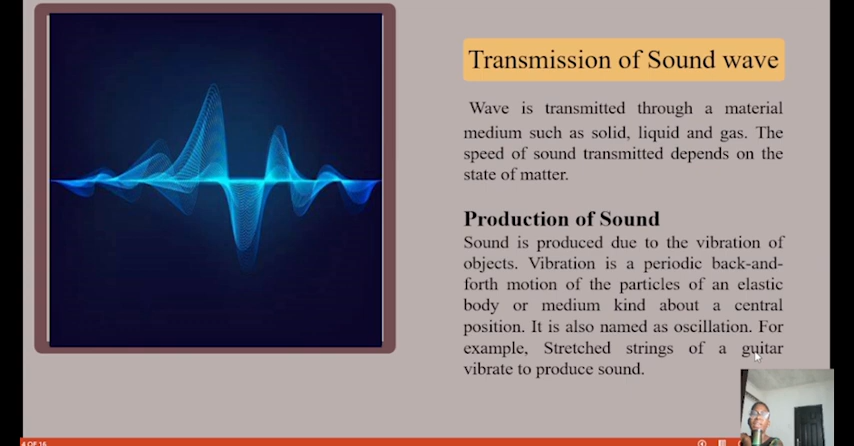 Transmission of Sound wave
Wave is transmitted through a material
medium such as solid, liquid and gas. The
speed of sound transmitted depends on the
state of matter.
Production of Sound
Sound is produced due to the vibration of
objects. Vibration is a periodic back-and-
forth motion of the particles of an elastic
body or medium kind about a central
position. It is also named as oscillation. For
example, Stretched strings of a guitar
vibrate to produce sound.
OF 15